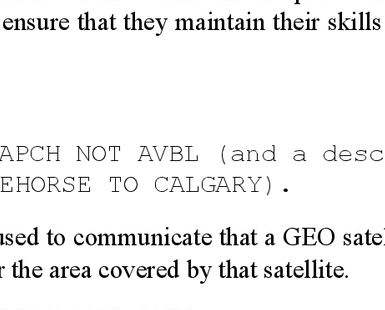 ensure that they maintain their skills
APCH NOT AVBL (and a desc
EHORSE TO CALGARY).
used to communicate that a GEO sate
r the area covered by that satellite.